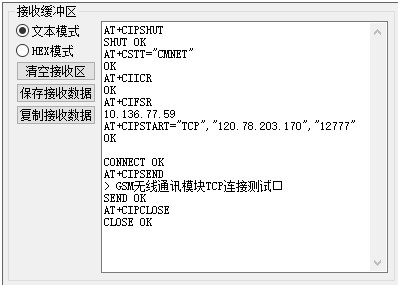 接收缓冲区
文本模式
HEX模式
清空接收区
保存接收数据
复制接收数据
AT+CIPSHUT
SHUT OK
AT+CSTT="CMNET"
OK
AT+CIICR
OK
AT+CIFSR
10.136.77.59
AT+CIPSTART="TCP","120.78.203.170","12777"
OK
CONNECT OK
AT+CIPSEND
> GSM无线通讯模块TCP连接测试□
SEND OK
AT+CIPCLOSE
CLOSE OK